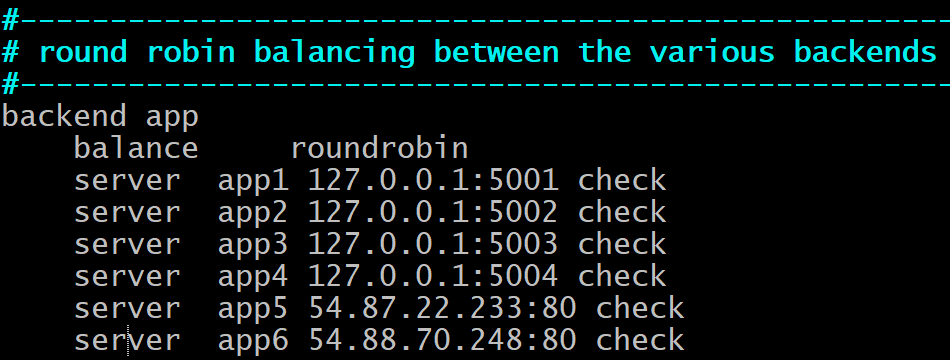 #---------------------------------------------------
# round robin balancing between the various backends
#---------------------------------------------------
backend app
    balance     roundrobin
    server  app1 127.0.0.1:5001 check
    server  app2 127.0.0.1:5002 check
    server  app3 127.0.0.1:5003 check
    server  app4 127.0.0.1:5004 check
    server  app5 54.87.22.233:80 check
    server  app6 54.88.70.248:80 check